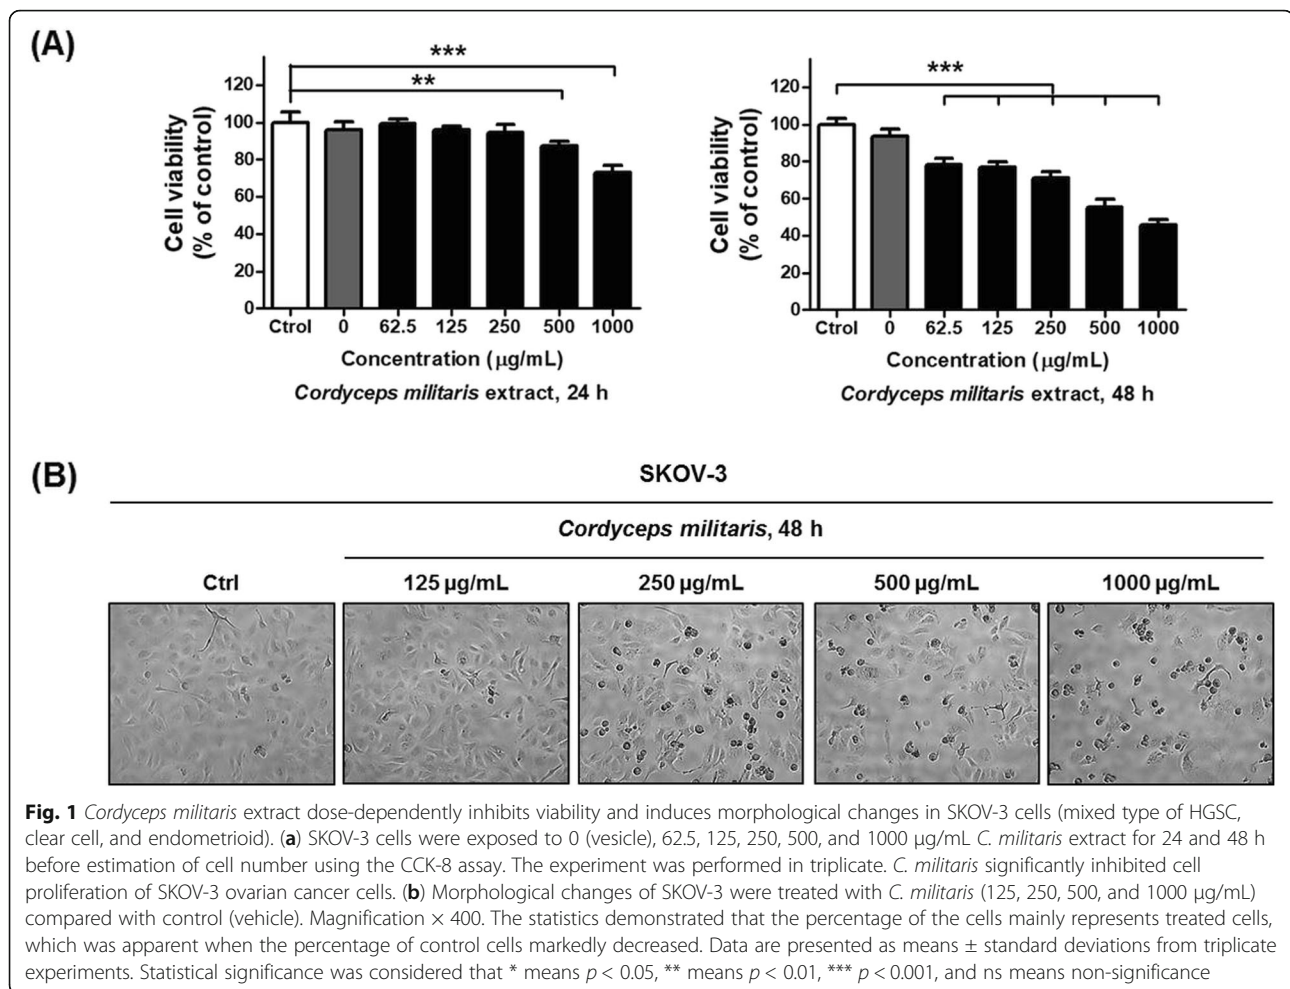 (A)
***
**
120
100
80
60
40
20
0
Cell viability
(% of control)
Ctrol 0 62.5 125 250 500 1000
Concentration (μg/mL)
Cordyceps militaris extract, 24 h
***
120
100
80
60
40
20
0
Cell viability
(% of control)
Ctrol 0 62.5 125 250 500 1000
Concentration (μg/mL)
Cordyceps militaris extract, 48 h
(B)
SKOV-3
Cordyceps militaris, 48 h
Ctrl 125 μg/mL 250 μg/mL 500 μg/mL 1000 μg/mL
Fig. 1 Cordyceps militaris extract dose-dependently inhibits viability and induces morphological changes in SKOV-3 cells (mixed type of HGSC,
clear cell, and endometrioid). (a) SKOV-3 cells were exposed to 0 (vesicle), 62.5, 125, 250, 500, and 1000 μg/mL C. militaris extract for 24 and 48 h
before estimation of cell number using the CCK-8 assay. The experiment was performed in triplicate. C. militaris significantly inhibited cell
proliferation of SKOV-3 ovarian cancer cells. (b) Morphological changes of SKOV-3 were treated with C. militaris (125, 250, 500, and 1000 μg/mL)
compared with control (vehicle). Magnification × 400. The statistics demonstrated that the percentage of the cells mainly represents treated cells,
which was apparent when the percentage of control cells markedly decreased. Data are presented as means ± standard deviations from triplicate
experiments. Statistical significance was considered that * means p < 0.05, ** means p < 0.01, *** p < 0.001, and ns means non-significance